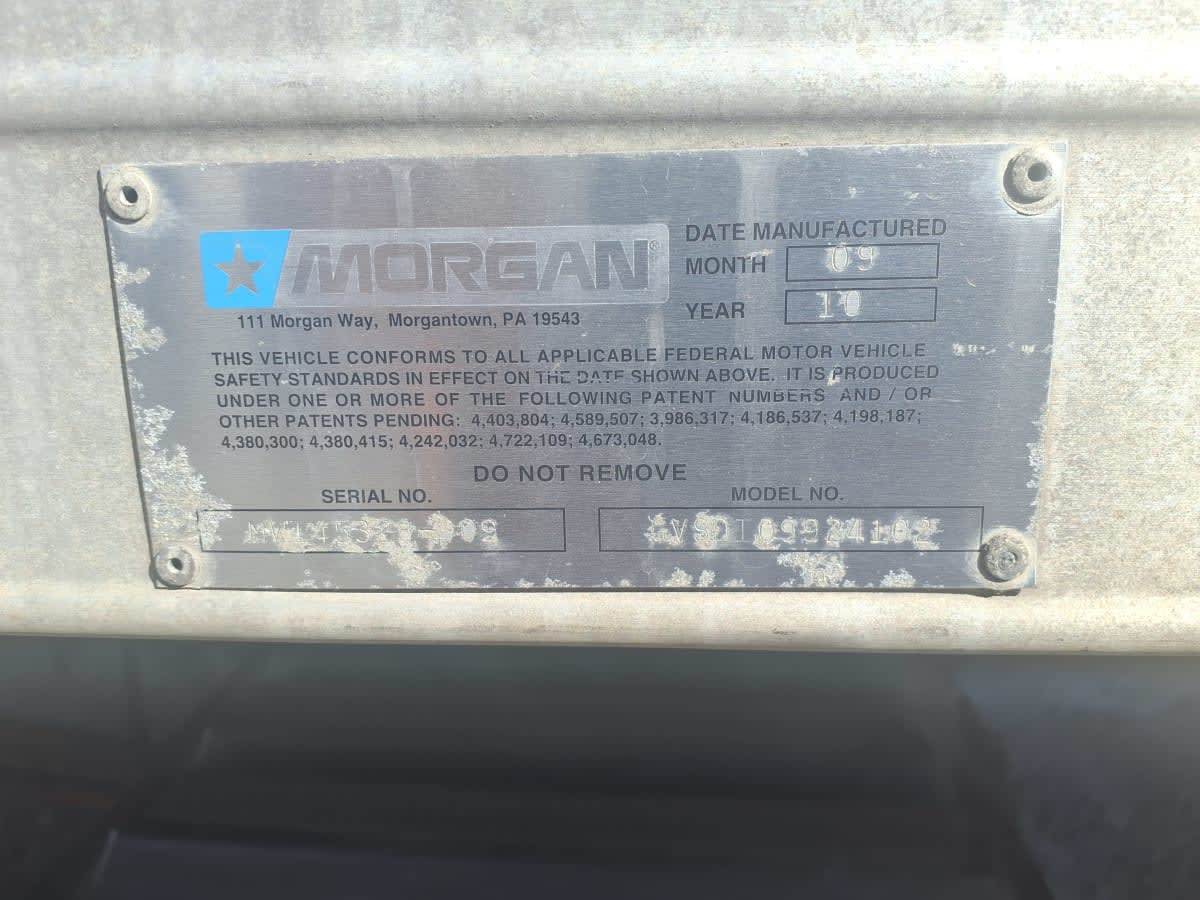 MORGAN®
111 Morgan Way, Morgantown, PA 19543
DATE MANUFACTURED
MONTH 09
YEAR 10
THIS VEHICLE CONFORMS TO ALL APPLICABLE FEDERAL MOTOR VEHICLE
SAFETY STANDARDS IN EFFECT ON THE DATE SHOWN ABOVE. IT IS PRODUCED
UNDER ONE OR MORE OF THE FOLLOWING PATENT NUMBERS AND / OR
OTHER PATENTS PENDING: 4,403,804; 4,589,507; 3,986,317; 4,186,537; 4,198,187;
4,380,300; 4,380,415; 4,242,032; 4,722,109; 4,673,048.
DO NOT REMOVE
SERIAL NO.
MODEL NO.